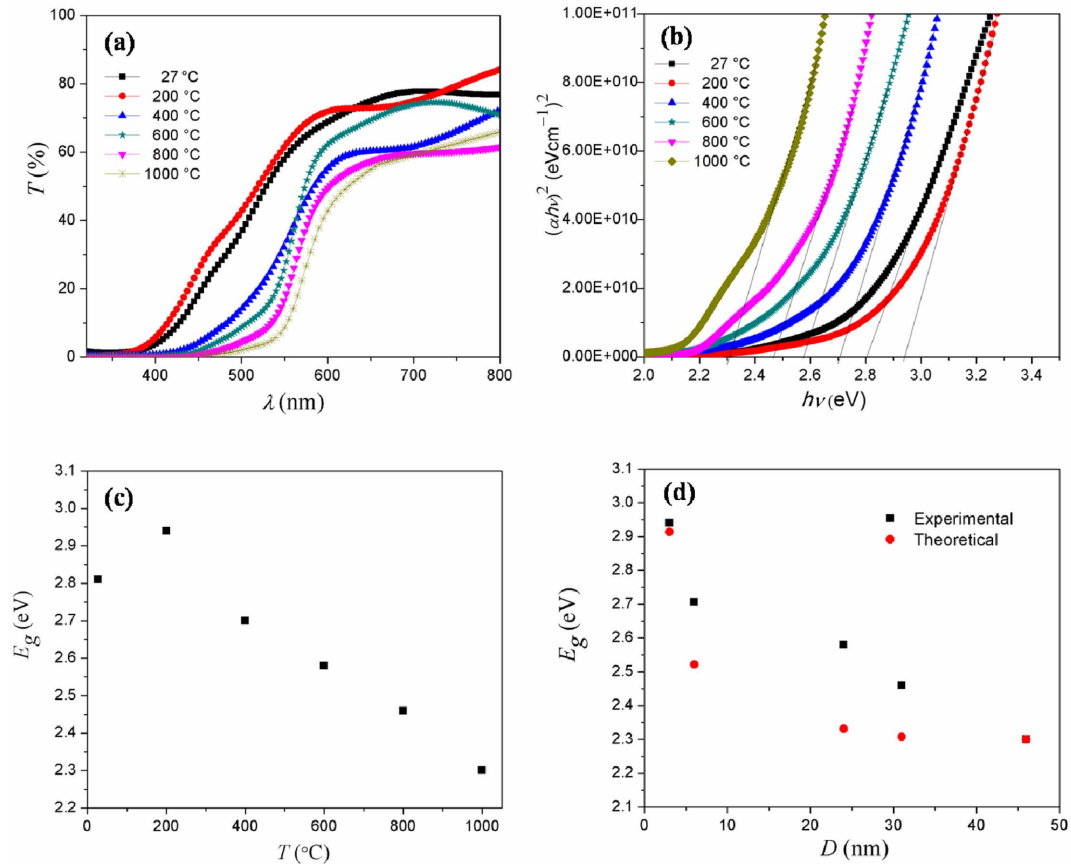 (a)
T (%)
100
80
60
40
20
0
27 °C
200 °C
400 °C
600 °C
800 °C
1000 °C
400 500 600 700 800
λ (nm)
(b)
(αhν)² (eVcm⁻¹)²
1.00E+011
8.00E+010
6.00E+010
4.00E+010
2.00E+010
0.00E+000
27 °C
200 °C
400 °C
600 °C
800 °C
1000 °C
2.0 2.2 2.4 2.6 2.8 3.0 3.2 3.4
hν (eV)
(c)
Eg (eV)
3.1
3.0
2.9
2.8
2.7
2.6
2.5
2.4
2.3
2.2
0 200 400 600 800 1000
T (°C)
(d)
Eg (eV)
3.1
3.0
2.9
2.8
2.7
2.6
2.5
2.4
2.3
2.2
2.1
Experimental
Theoretical
0 10 20 30 40 50
D (nm)